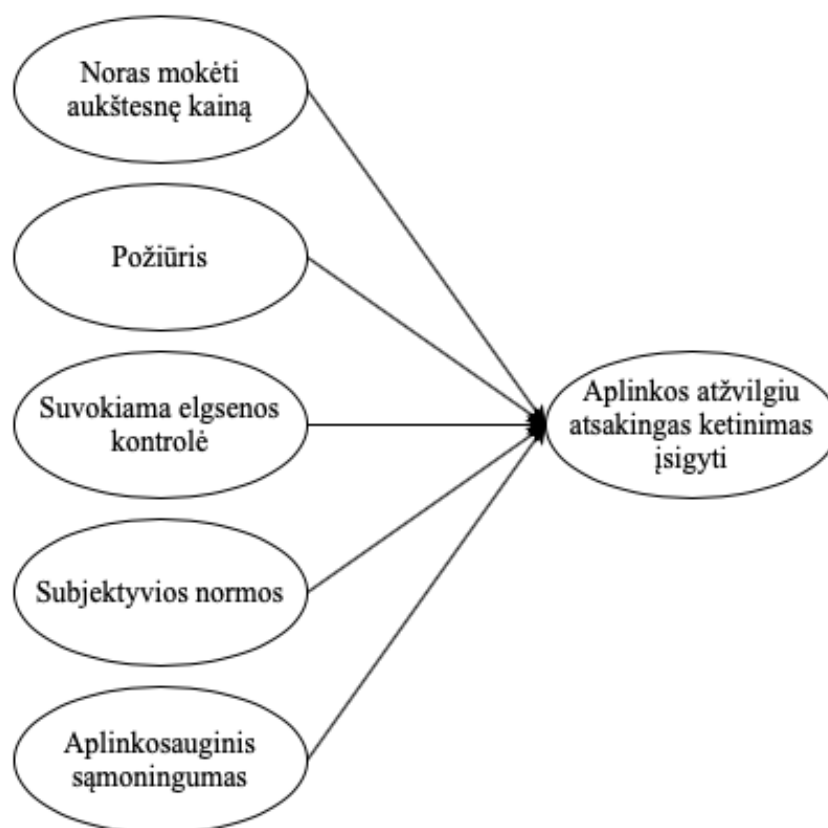 Noras mokėti
aukštesnę kainą
Požiūris
Suvokiama elgsenos
kontrolė
Subjektyvios normos
Aplinkosauginis
sąmoningumas
Aplinkos atžvilgiu
atsakingas ketinimas
įsigyti